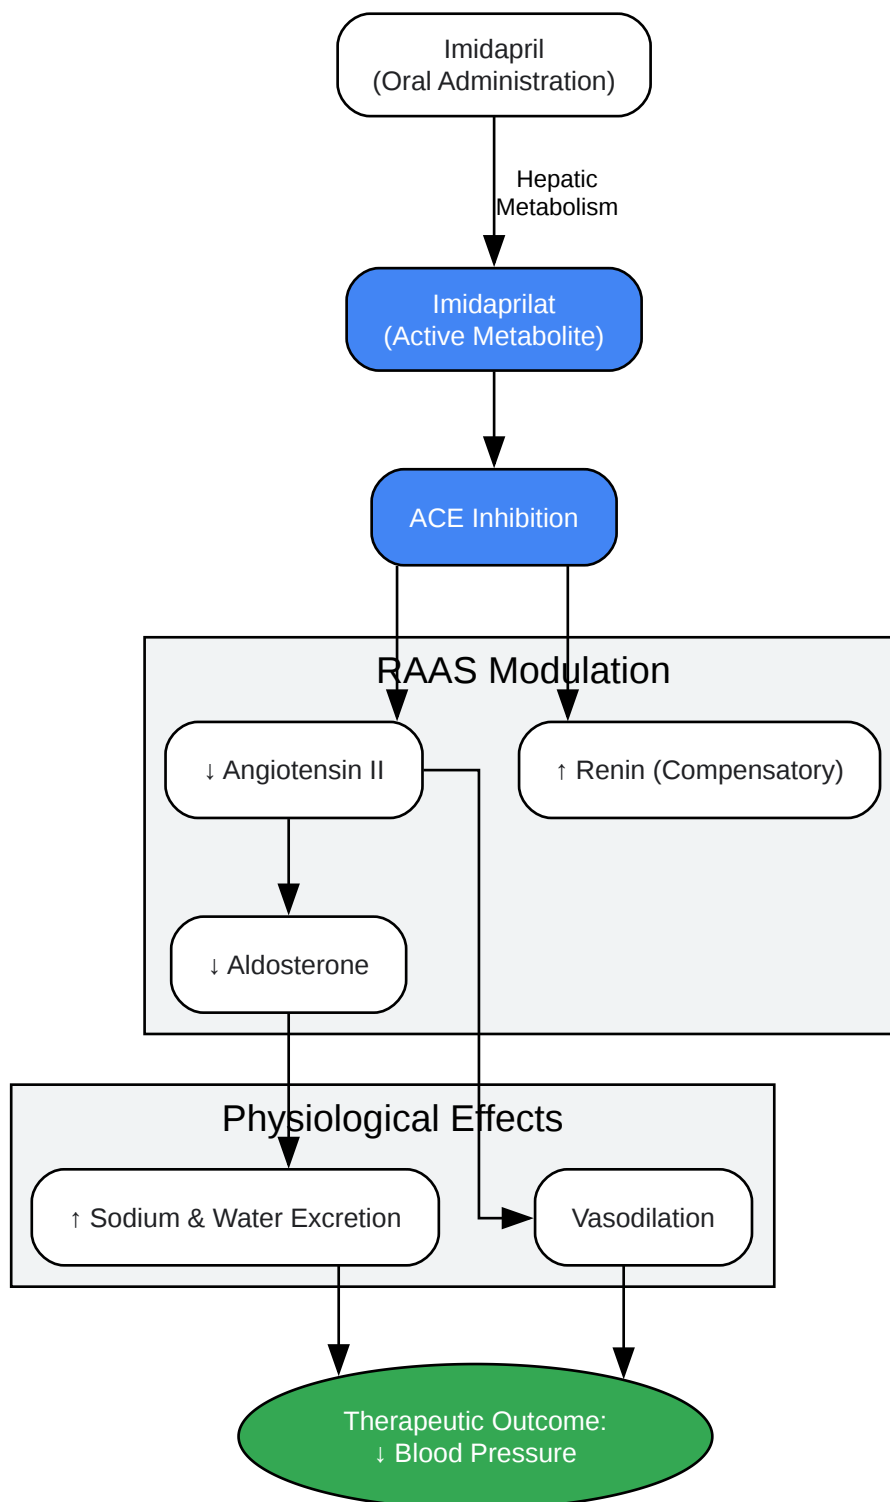 Imidapril
(Oral Administration)
Hepatic
Metabolism
Imidaprilat
(Active Metabolite)
ACE Inhibition
RAAS Modulation
↓ Angiotensin II
↑ Renin (Compensatory)
↓ Aldosterone
Physiological Effects
↑ Sodium & Water Excretion
Vasodilation
Therapeutic Outcome:
↓ Blood Pressure